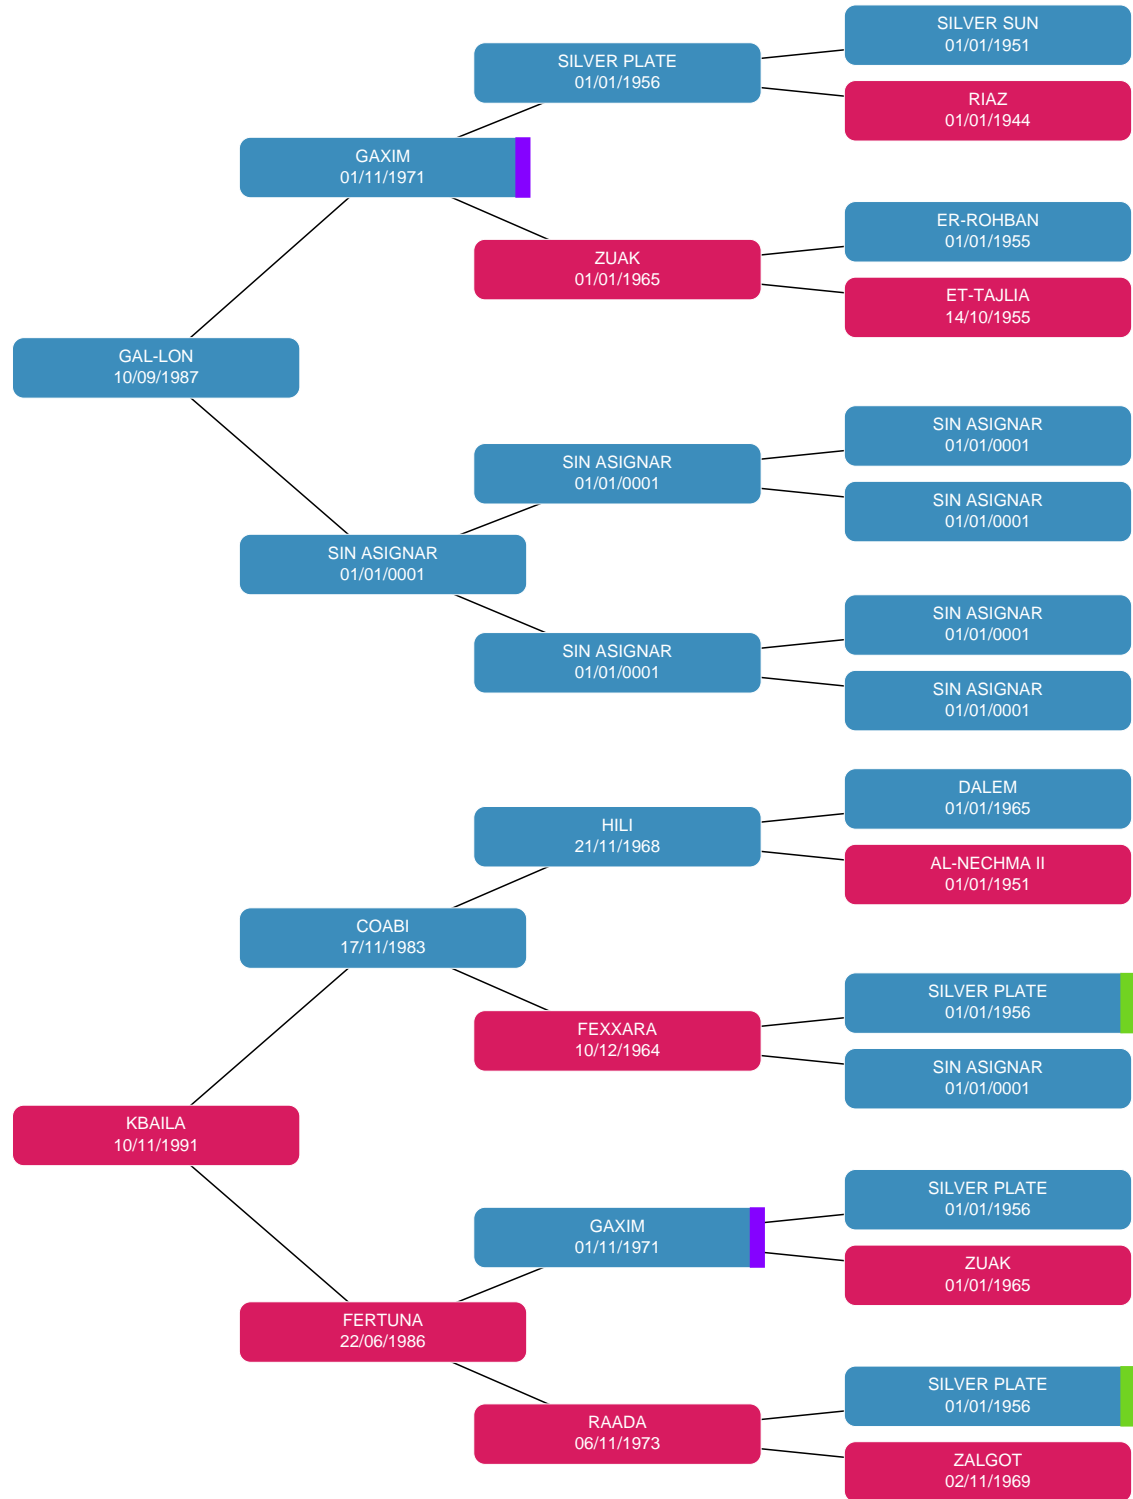 SILVER SUN
01/01/1951
SILVER PLATE
01/01/1956
RIAZ
01/01/1944
GAXIM
01/11/1971
ER-ROHBAN
01/01/1955
ZUAK
01/01/1965
ET-TAJLIA
14/10/1955
GAL-LON
10/09/1987
SIN ASIGNAR
01/01/0001
SIN ASIGNAR
01/01/0001
SIN ASIGNAR
01/01/0001
SIN ASIGNAR
01/01/0001
SIN ASIGNAR
01/01/0001
SIN ASIGNAR
01/01/0001
SIN ASIGNAR
01/01/0001
DALEM
01/01/1965
HILI
21/11/1968
AL-NECHMA II
01/01/1951
COABI
17/11/1983
SILVER PLATE
01/01/1956
FEXXARA
10/12/1964
SIN ASIGNAR
01/01/0001
KBAILA
10/11/1991
SILVER PLATE
01/01/1956
GAXIM
01/11/1971
ZUAK
01/01/1965
FERTUNA
22/06/1986
SILVER PLATE
01/01/1956
RAADA
06/11/1973
ZALGOT
02/11/1969